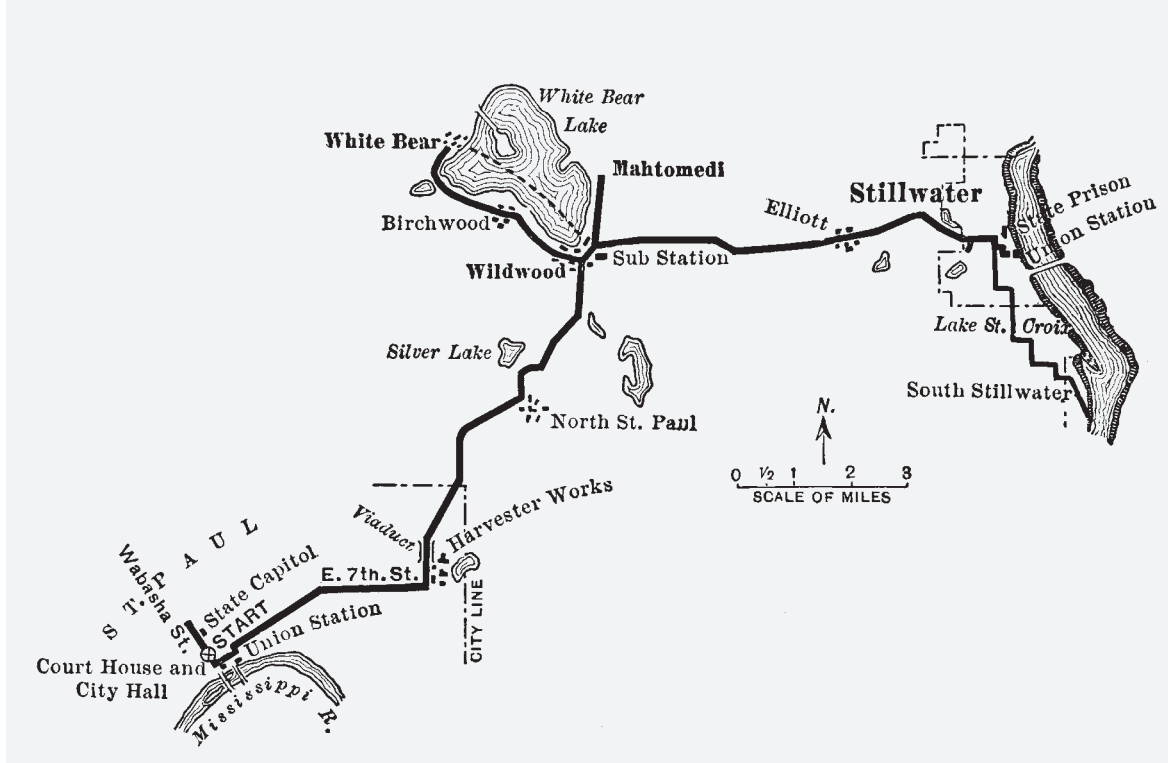 White Bear
Lake
White Bear
Mahtomedi
Birchwood
Stillwater
State Prison
Union Station
Elliott
Wildwood
Sub Station
Lake St. Croix
Silver Lake
South Stillwater
North St. Paul
N.
0 ½ 1 2 3
SCALE OF MILES
Harvester Works
Viaduct
ST. PAUL
Wabasha St.
State Capitol
START
E. 7th. St.
Union Station
CITY LINE
Court House and
City Hall
Mississippi R.